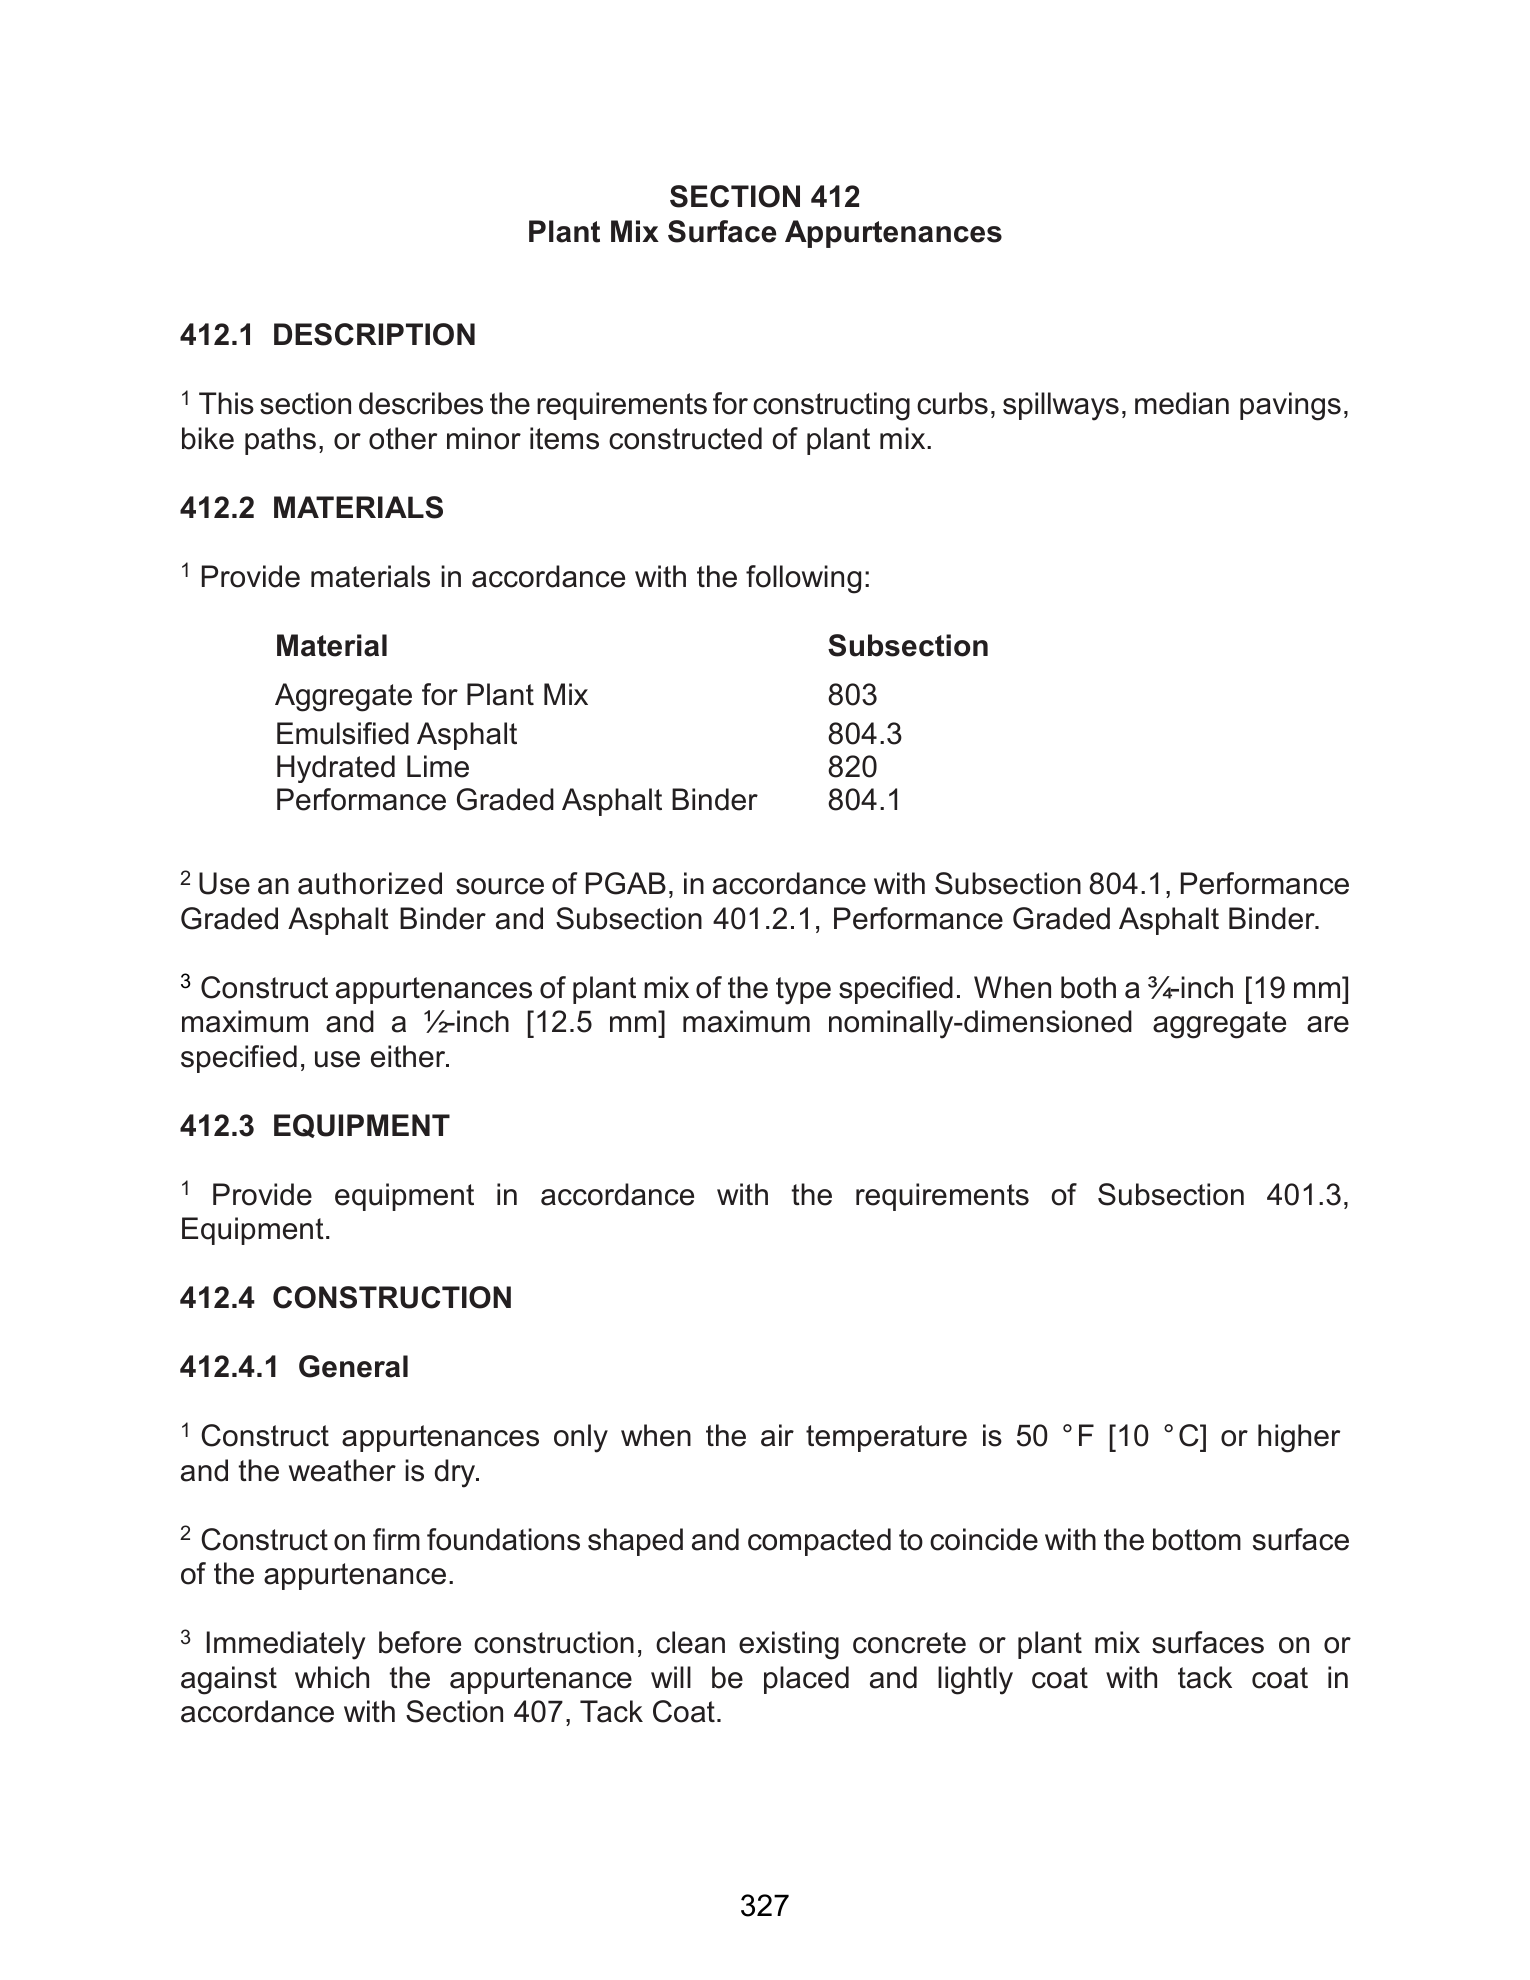 SECTION 412
Plant Mix Surface Appurtenances
412.1 DESCRIPTION
1 This section describes the requirements for constructing curbs, spillways, median pavings,
bike paths, or other minor items constructed of plant mix.
412.2 MATERIALS
1 Provide materials in accordance with the following:
Material Subsection
Aggregate for Plant Mix 803
Emulsified Asphalt 804.3
Hydrated Lime 820
Performance Graded Asphalt Binder 804.1
2 Use an authorized source of PGAB, in accordance with Subsection 804.1, Performance
Graded Asphalt Binder and Subsection 401.2.1, Performance Graded Asphalt Binder.
3 Construct appurtenances of plant mix of the type specified. When both a ¾-inch [19 mm]
maximum and a ½-inch [12.5 mm] maximum nominally-dimensioned aggregate are
specified, use either.
412.3 EQUIPMENT
1 Provide equipment in accordance with the requirements of Subsection 401.3,
Equipment.
412.4 CONSTRUCTION
412.4.1 General
1 Construct appurtenances only when the air temperature is 50 °F [10 °C] or higher
and the weather is dry.
2 Construct on firm foundations shaped and compacted to coincide with the bottom surface
of the appurtenance.
3 Immediately before construction, clean existing concrete or plant mix surfaces on or
against which the appurtenance will be placed and lightly coat with tack coat in
accordance with Section 407, Tack Coat.
327